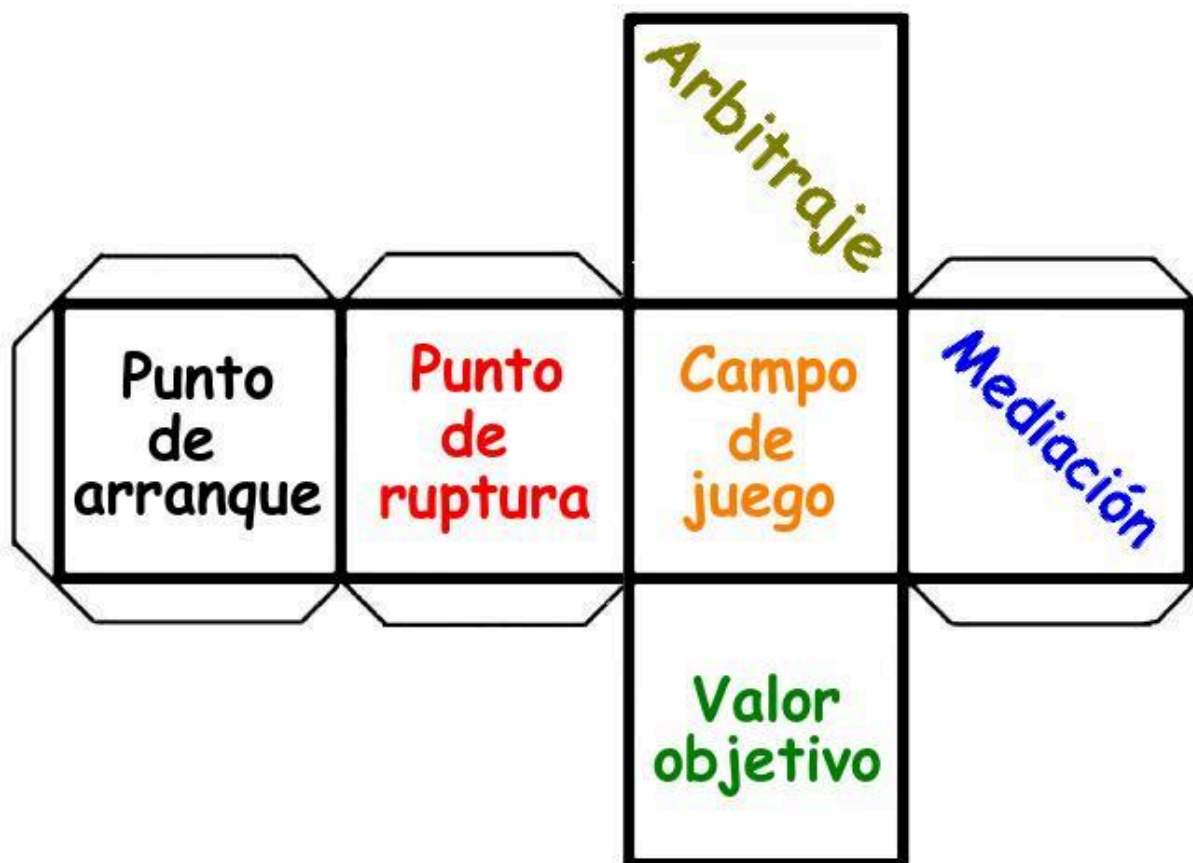 Arbitraje
Punto
de
arranque
Punto
de
ruptura
Campo
de
juego
Mediación
Valor
objetivo